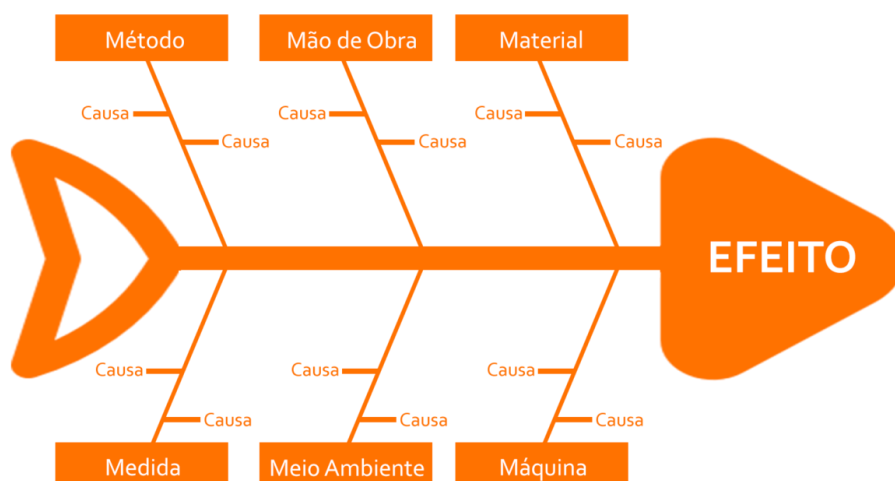 Método
Mão de Obra
Material
Causa
Causa
Causa
Causa
Causa
Causa
EFEITO
Causa
Causa
Causa
Causa
Causa
Causa
Medida
Meio Ambiente
Máquina